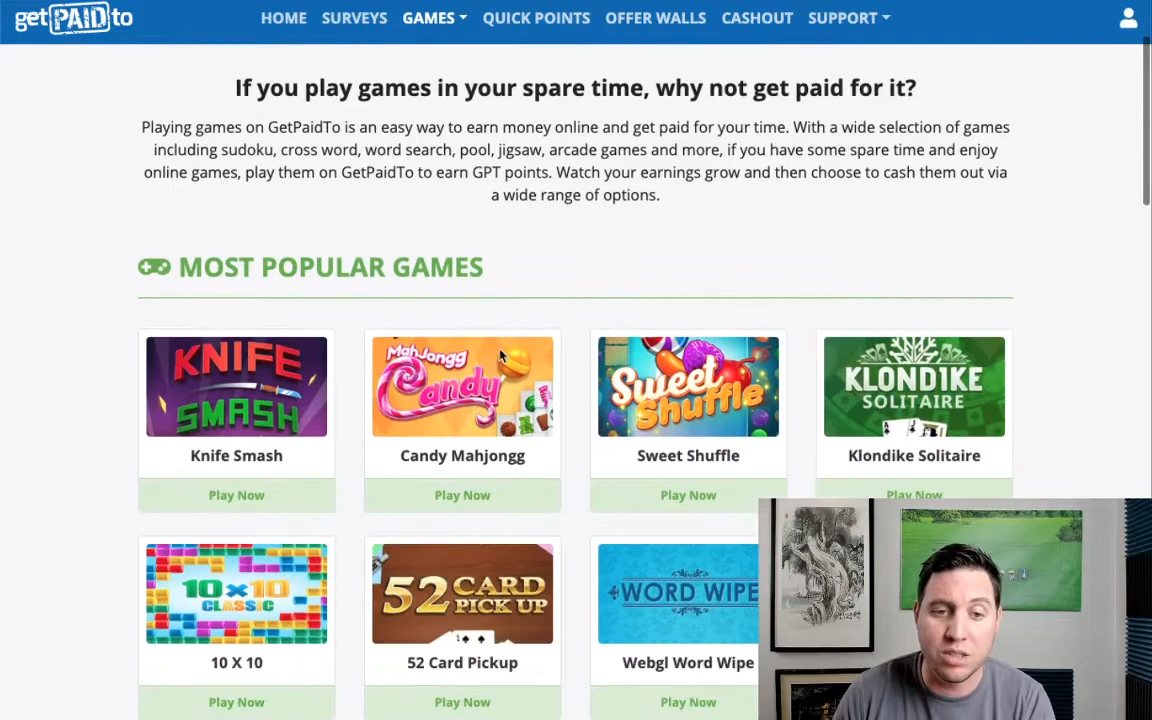 getPAIDto
HOME SURVEYS GAMES QUICK POINTS OFFER WALLS CASHOUT SUPPORT
If you play games in your spare time, why not get paid for it?
Playing games on GetPaidTo is an easy way to earn money online and get paid for your time. With a wide selection of games
including sudoku, cross word, word search, pool, jigsaw, arcade games and more, if you have some spare time and enjoy
online games, play them on GetPaidTo to earn GPT points. Watch your earnings grow and then choose to cash them out via
a wide range of options.
MOST POPULAR GAMES
KNIFE
SMASH
Knife Smash
Play Now
MahJongg
Candy
Candy Mahjongg
Play Now
Sweet
Shuffle
Sweet Shuffle
Play Now
KLONDIKE
SOLITAIRE
Klondike Solitaire
Play Now
10x10
CLASSIC
10 X 10
Play Now
52 CARD
PICK UP
52 Card Pickup
Play Now
WORD WIPE
Webgl Word Wipe
Play Now